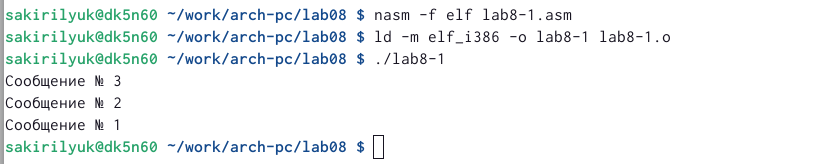 sakirilyuk@dk5n60 ~/work/arch-pc/lab08 $ nasm -f elf lab8-1.asm
sakirilyuk@dk5n60 ~/work/arch-pc/lab08 $ ld -m elf_i386 -o lab8-1 lab8-1.o
sakirilyuk@dk5n60 ~/work/arch-pc/lab08 $ ./lab8-1
Сообщение № 3
Сообщение № 2
Сообщение № 1
sakirilyuk@dk5n60 ~/work/arch-pc/lab08 $